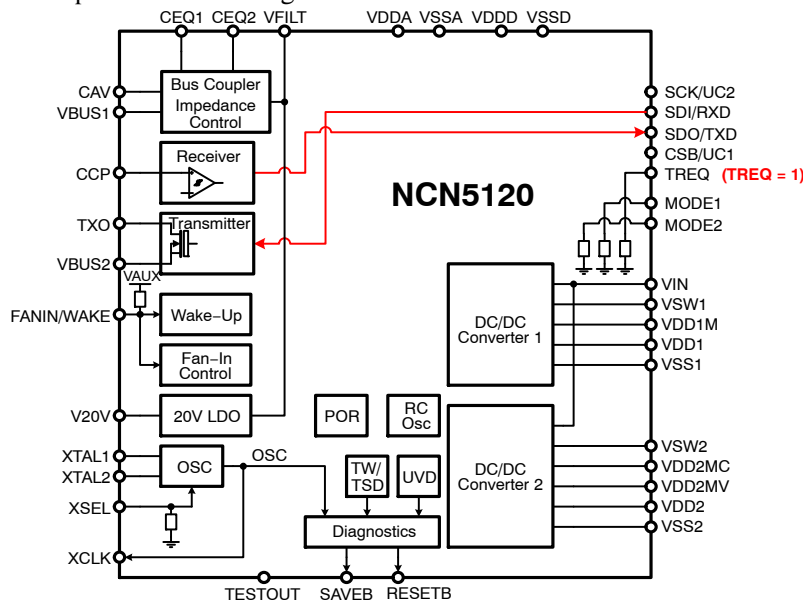 CEQ1 CEQ2 VFILT VDDA VSSA VDDD VSSD
CAV
VBUS1
Bus Coupler
Impedance
Control
CCP
Receiver
TXO
VBUS2
Transmitter
VAUX
FANIN/WAKE
Wake−Up
Fan−In
Control
V20V
20V LDO
XTAL1
XTAL2
OSC
OSC
XSEL
XCLK
NCN5120
POR
RC
Osc
TW/
TSD
UVD
Diagnostics
DC/DC
Converter 1
DC/DC
Converter 2
SCK/UC2
SDI/RXD
SDO/TXD
CSB/UC1
TREQ (TREQ = 1)
MODE1
MODE2
VIN
VSW1
VDD1M
VDD1
VSS1
VSW2
VDD2MC
VDD2MV
VDD2
VSS2
TESTOUT SAVEB RESETB